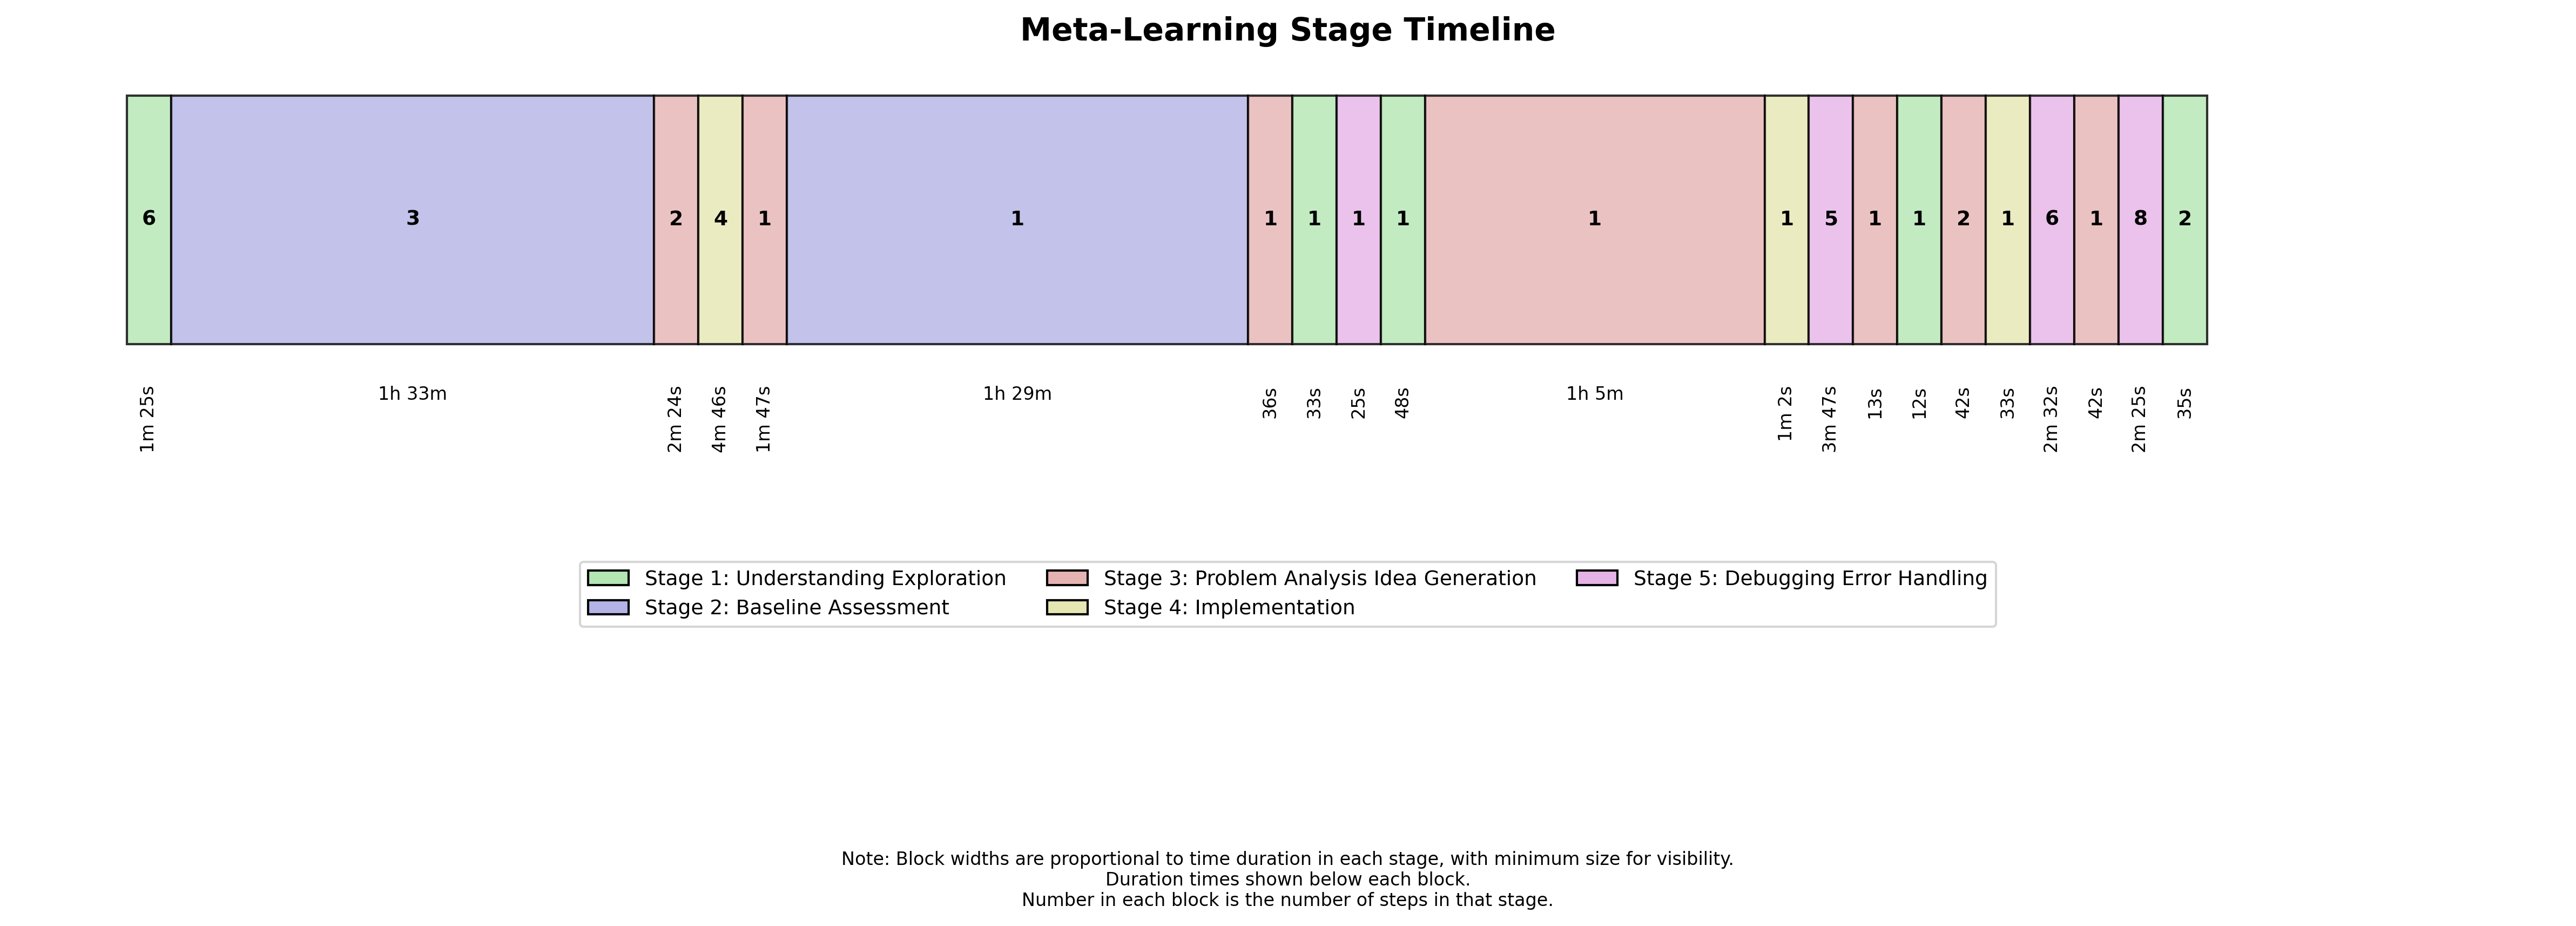 Meta-Learning Stage Timeline
6 3 2 4 1 1 1 1 1 1 1 1 5 1 1 2 1 6 1 8 2
1m 25s 1h 33m 2m 24s 4m 46s 1m 47s 1h 29m 36s 33s 25s 48s 1h 5m 1m 2s 3m 47s 13s 12s 42s 33s 2m 32s 42s 2m 25s 35s
Stage 1: Understanding Exploration Stage 3: Problem Analysis Idea Generation Stage 5: Debugging Error Handling
Stage 2: Baseline Assessment Stage 4: Implementation
Note: Block widths are proportional to time duration in each stage, with minimum size for visibility.
Duration times shown below each block.
Number in each block is the number of steps in that stage.